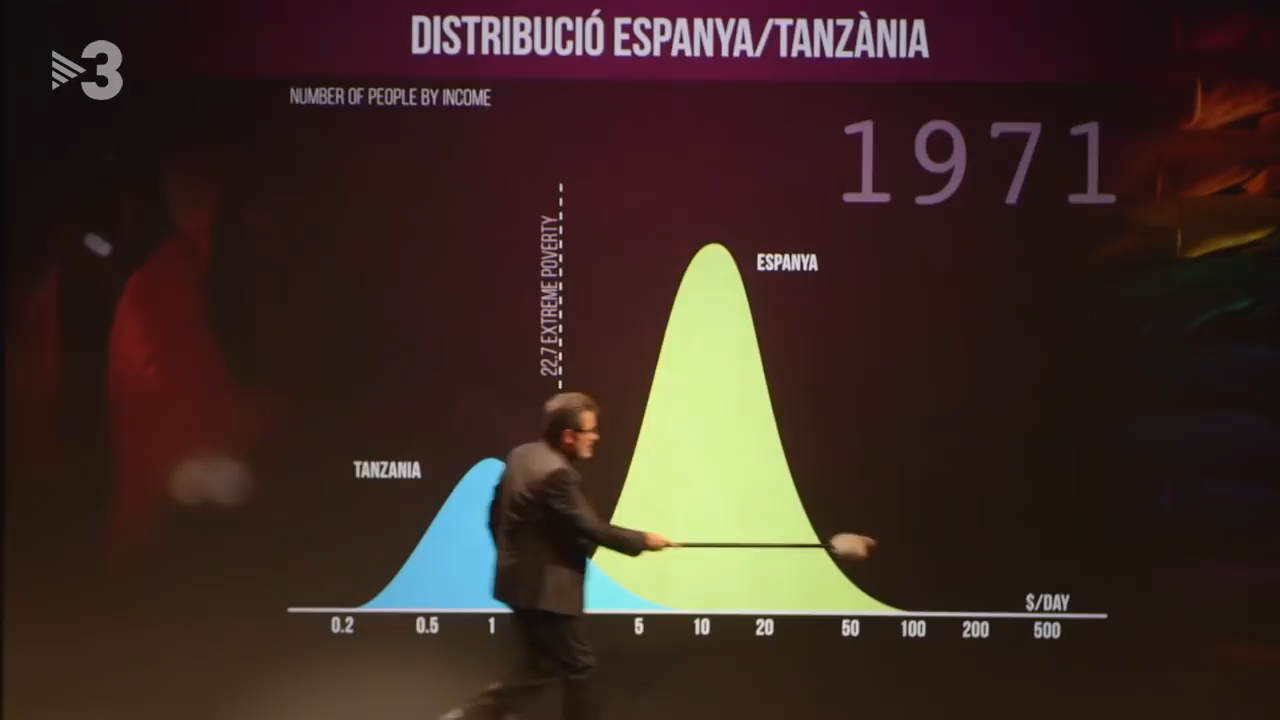 DISTRIBUCIÓ ESPANYA/TANZÀNIA
3
NUMBER OF PEOPLE BY INCOME
1971
22.7 EXTREME POVERTY
ESPANYA
TANZANIA
$/DAY
0.2 0.5 1 5 10 20 50 100 200 500